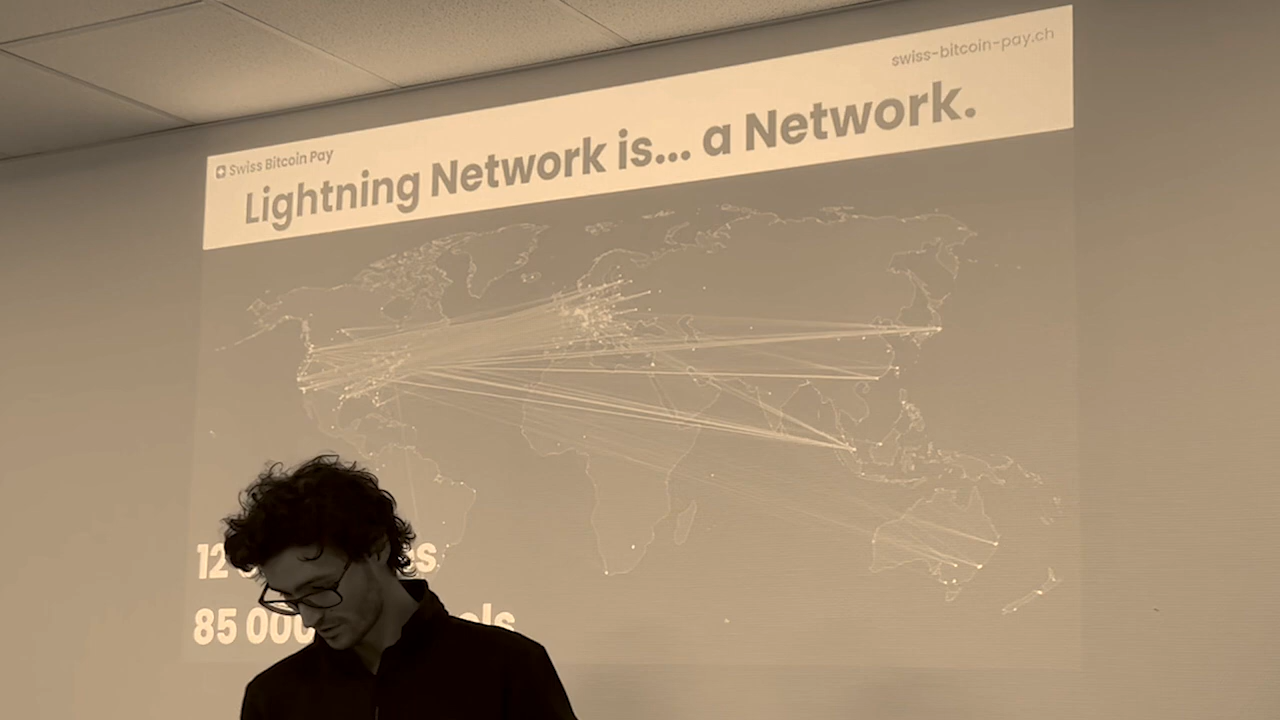 swiss-bitcoin-pay.ch
Swiss Bitcoin Pay
Lightning Network is... a Network.
12
85 000